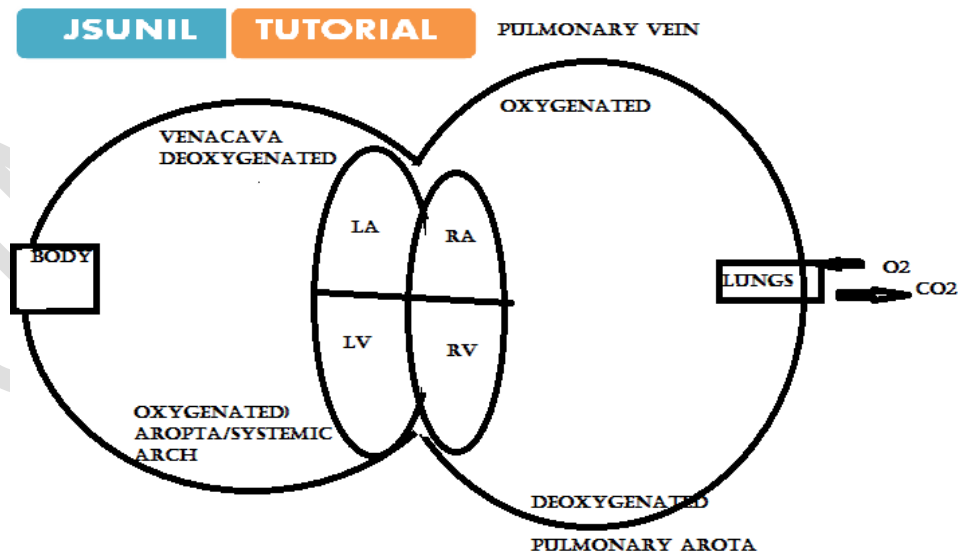 JSUNIL TUTORIAL
PULMONARY VEIN
OXYGENATED
VENACAVA
DEOXYGENATED
LA
RA
BODY
LUNGS
O2
CO2
LV
RV
OXYGENATED)
AROPTA/SYSTEMIC
ARCH
DEOXYGENATED
PULMONARY AROTA